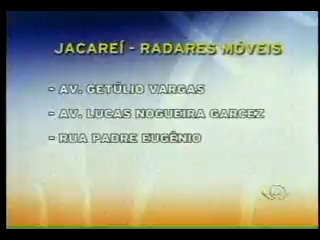 JACAREÍ - RADARES MÓVEIS
- AV. GETÚLIO VARGAS
- AV. LUCAS NOGUEIRA GARCEZ
- RUA PADRE EUGÊNIO